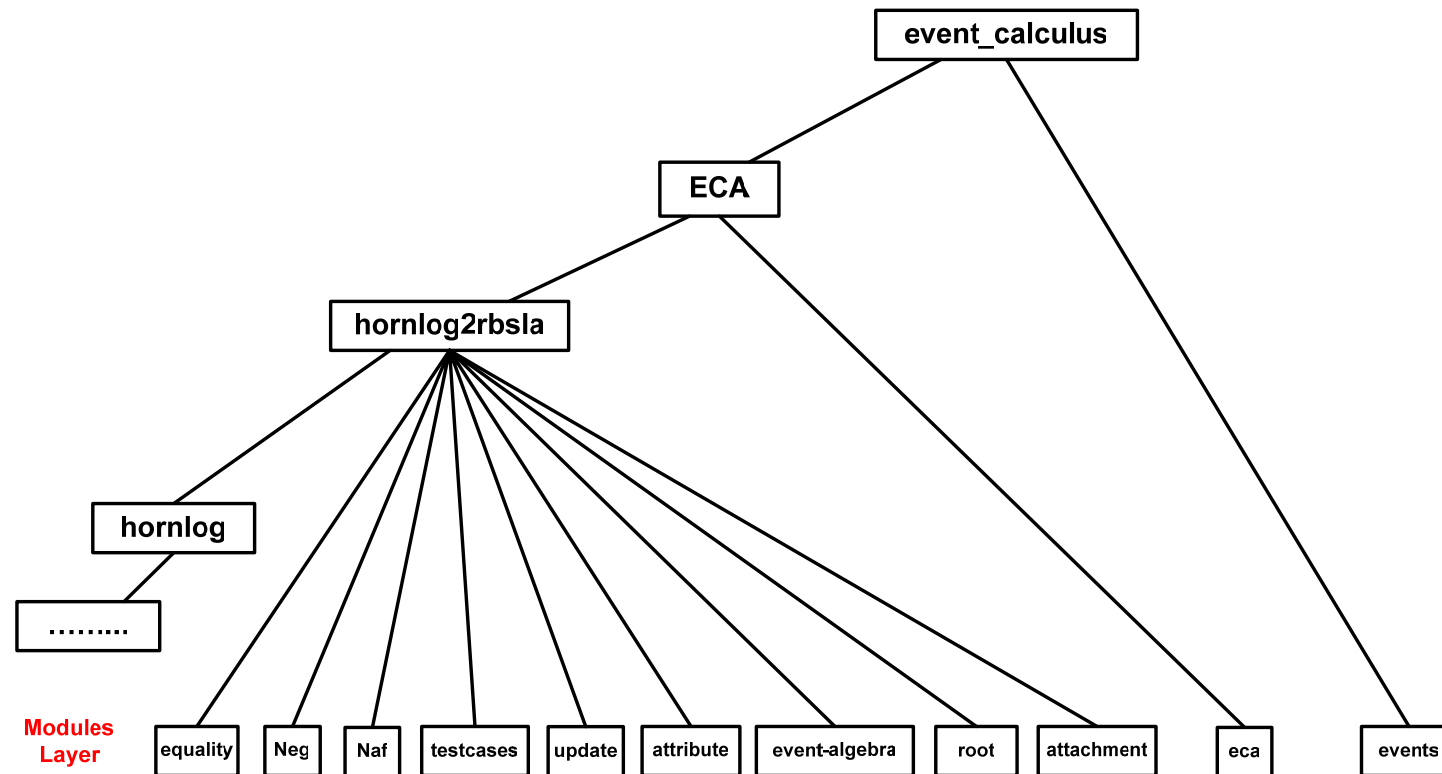 event_calculus
ECA
hornlog2rbsla
hornlog
……...
Modules
Layer
equality
Neg
Naf
testcases
update
attribute
event-algebra
root
attachment
eca
events